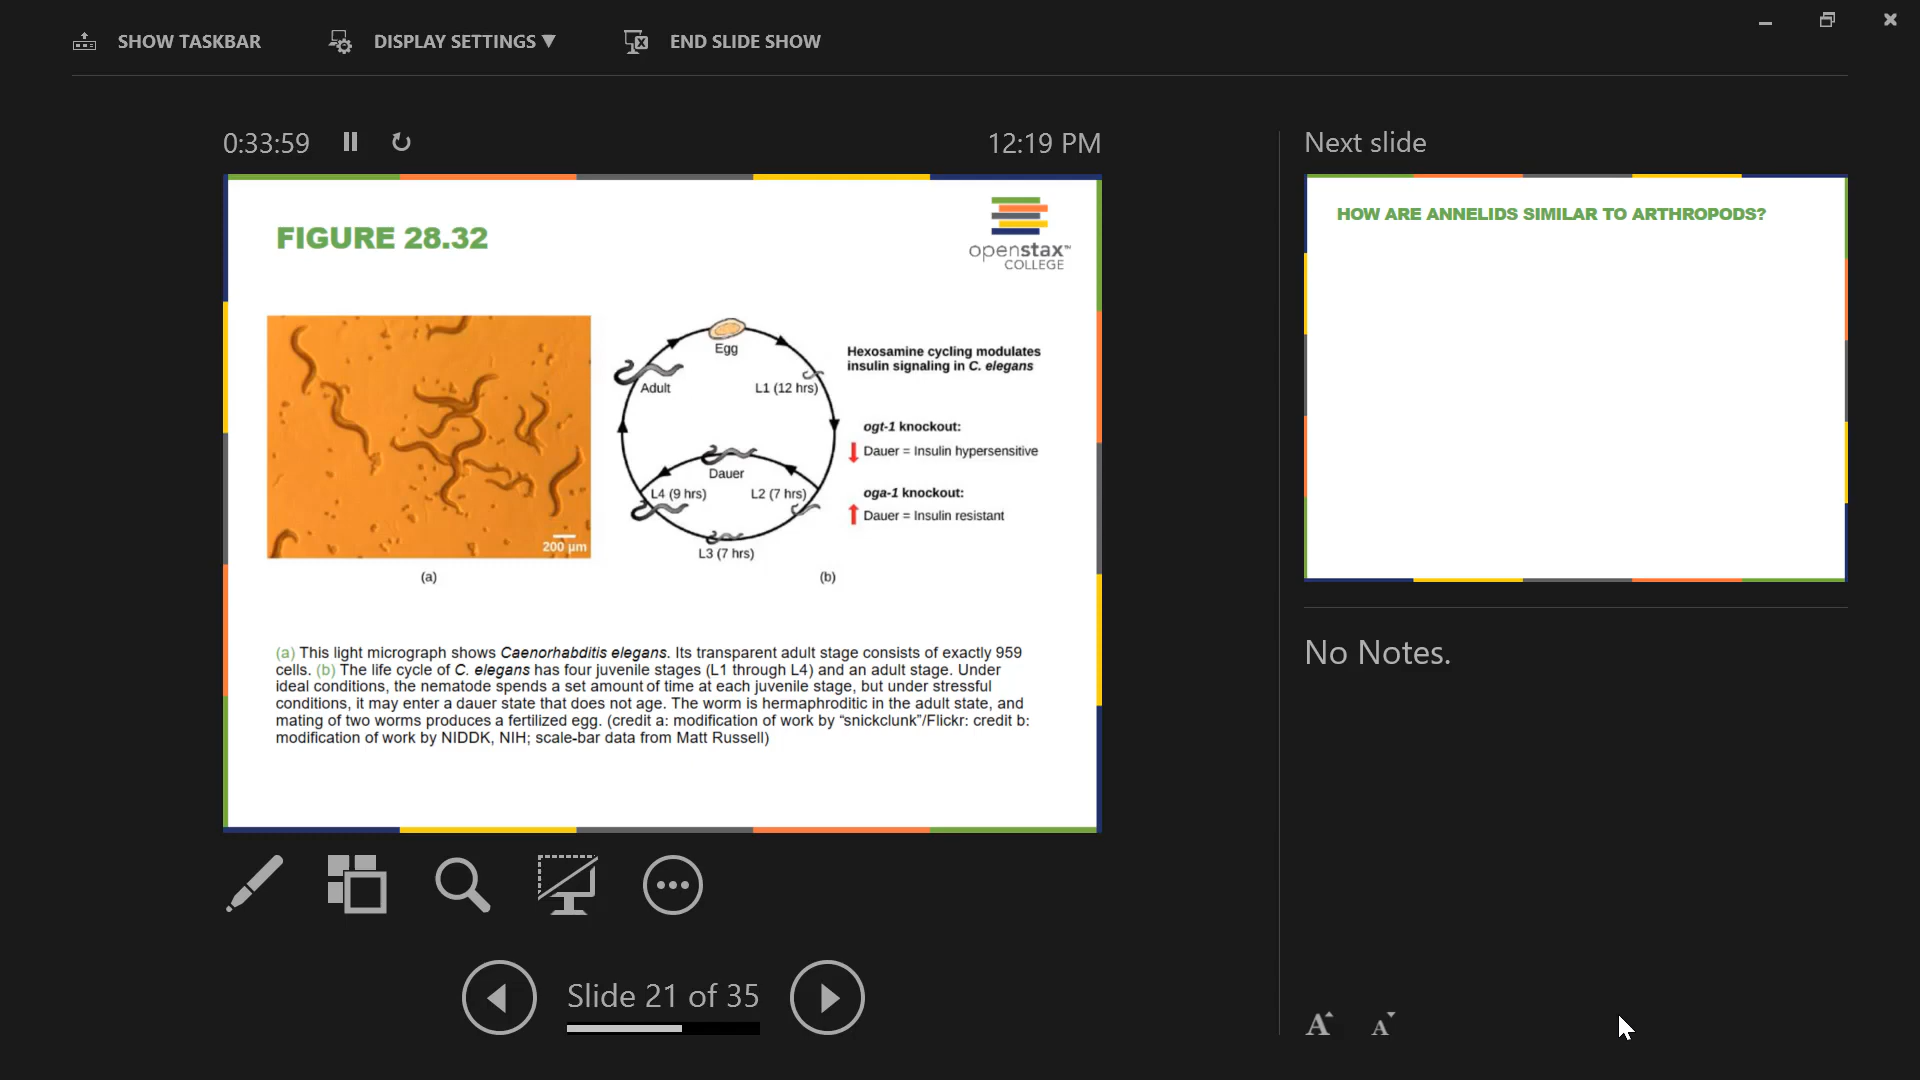 SHOW TASKBAR
DISPLAY SETTINGS ▼
END SLIDE SHOW
0:33:59
12:19 PM
FIGURE 28.32
openstax™
COLLEGE
Egg
Adult
L1 (12 hrs)
Dauer
L4 (9 hrs)
L2 (7 hrs)
L3 (7 hrs)
Hexosamine cycling modulates
insulin signaling in C. elegans
ogt-1 knockout:
Dauer = Insulin hypersensitive
oga-1 knockout:
Dauer = Insulin resistant
200 µm
(a)
(b)
(a) This light micrograph shows Caenorhabditis elegans. Its transparent adult stage consists of exactly 959
cells. (b) The life cycle of C. elegans has four juvenile stages (L1 through L4) and an adult stage. Under
ideal conditions, the nematode spends a set amount of time at each juvenile stage, but under stressful
conditions, it may enter a dauer state that does not age. The worm is hermaphroditic in the adult state, and
mating of two worms produces a fertilized egg. (credit a: modification of work by “snickclunk”/Flickr: credit b:
modification of work by NIDDK, NIH; scale-bar data from Matt Russell)
Slide 21 of 35
Next slide
HOW ARE ANNELIDS SIMILAR TO ARTHROPODS?
No Notes.
A
A